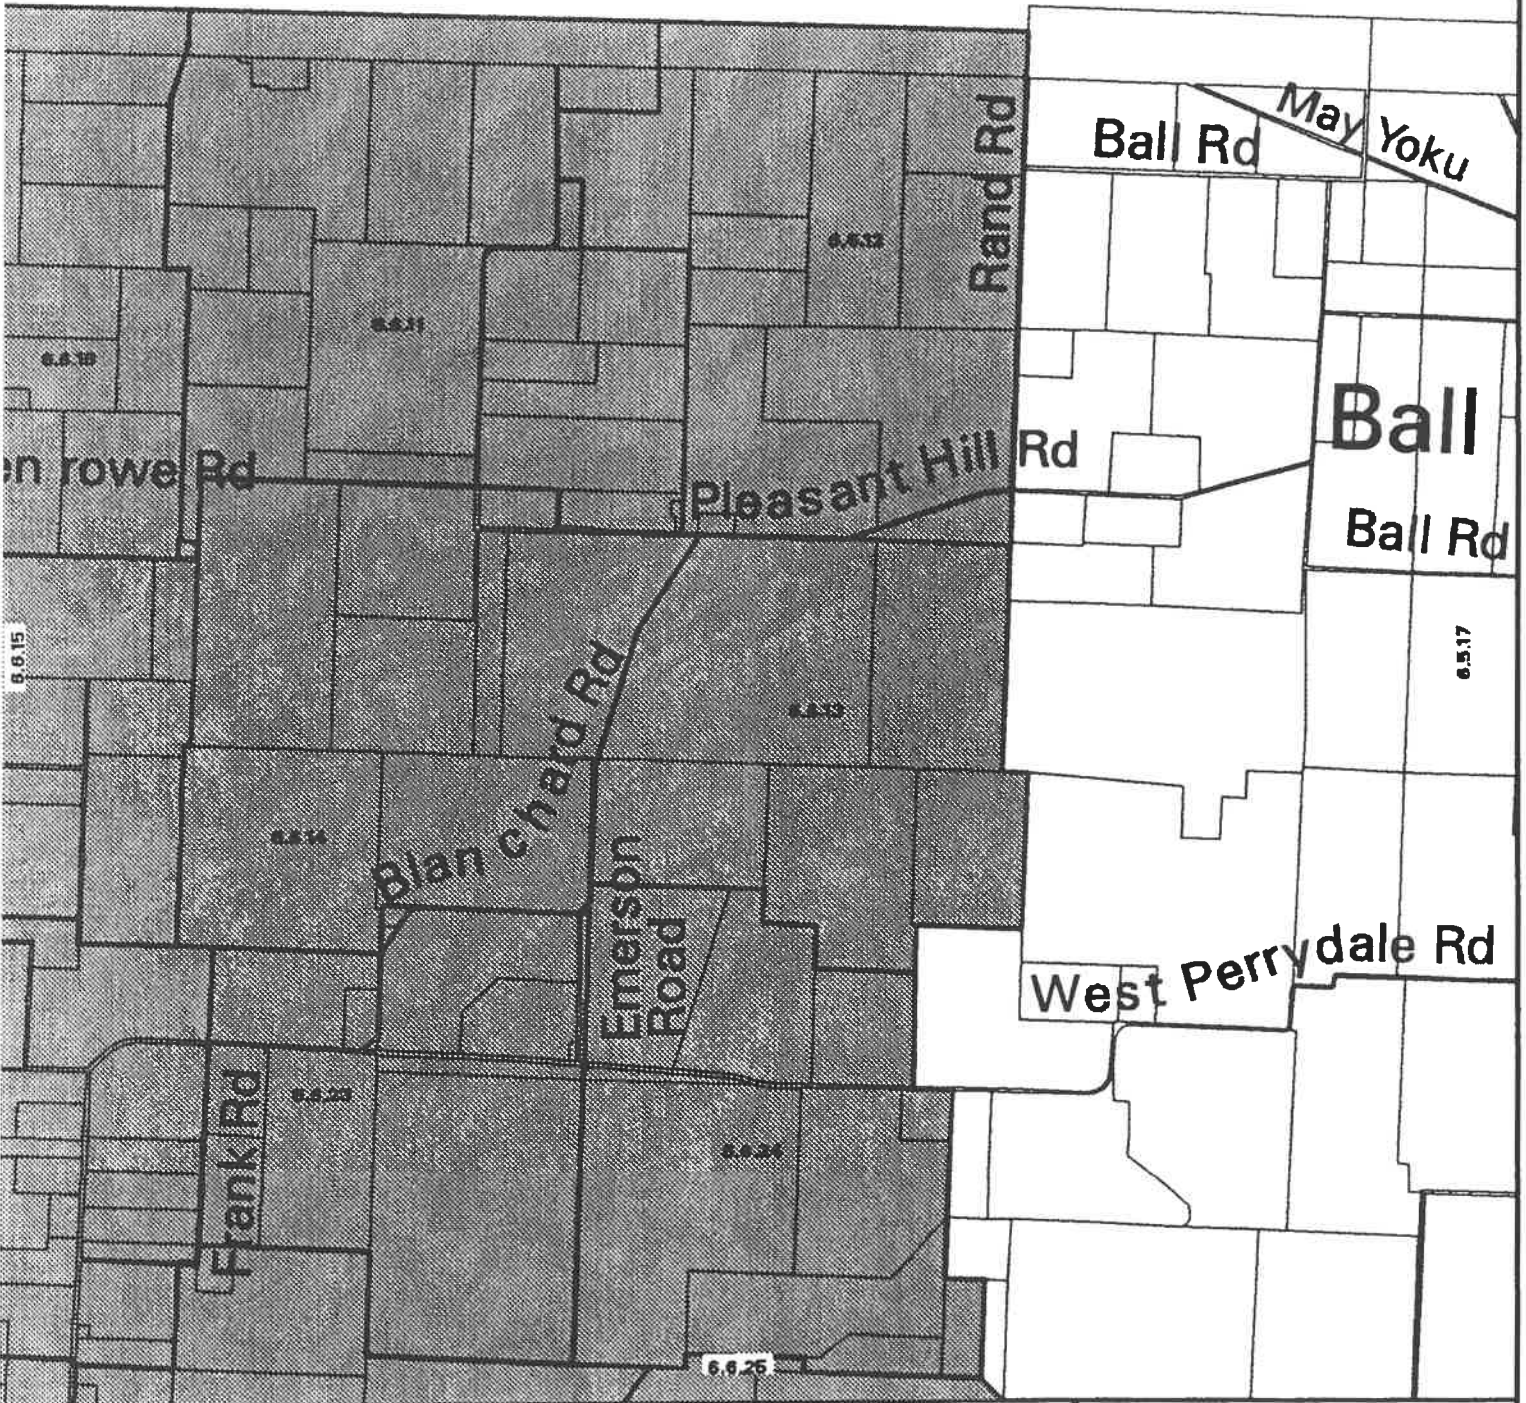 May Yoku
Ball Rd
Rand Rd
6.6.12
6.6.11
6.6.10
Ball
en rowe Rd
Pleasant Hill Rd
Ball Rd
6.6.15
6.5.17
Blanchard Rd
6.6.13
6.6.14
Emerson
Road
West Perrydale Rd
Frank Rd
6.6.23
6.6.24
6.6.25